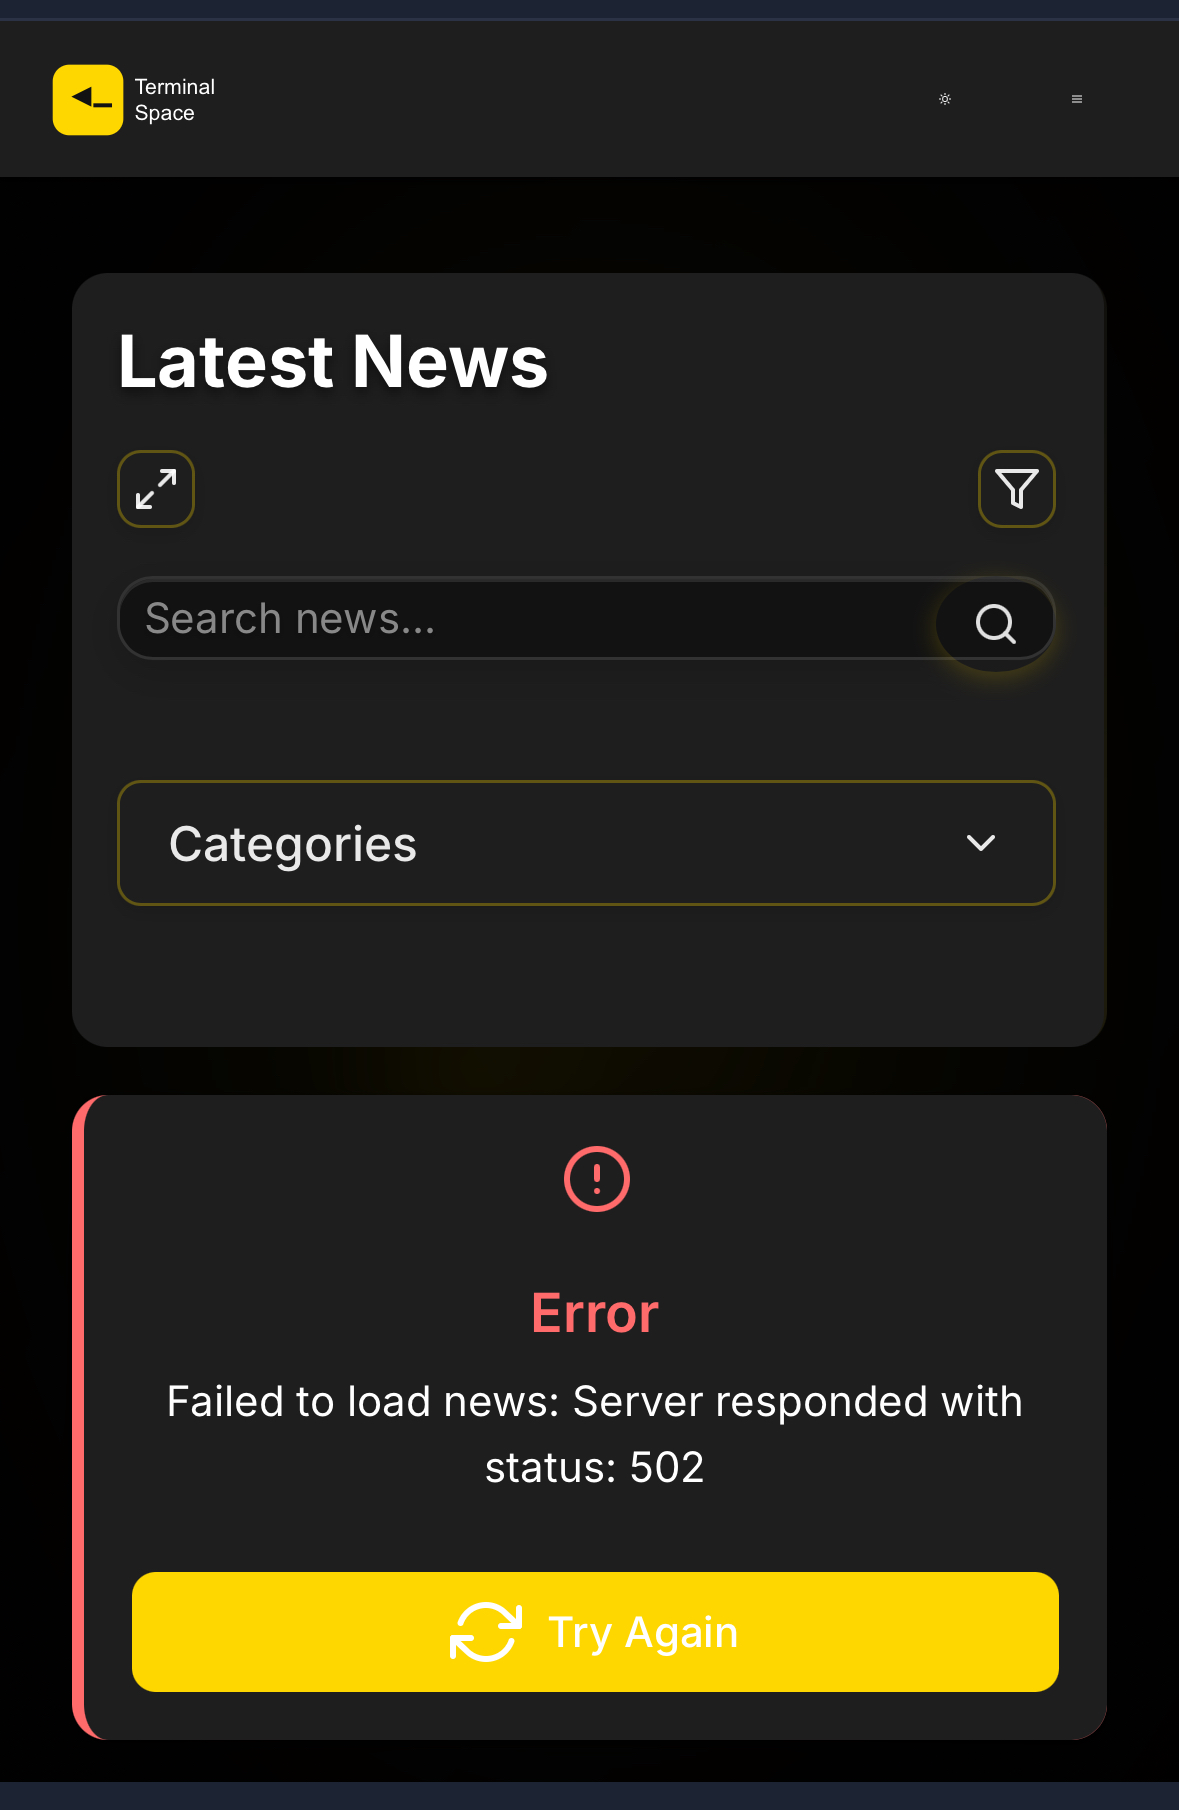 Terminal
Space
Latest News
Search news...
Categories
Error
Failed to load news: Server responded with
status: 502
Try Again